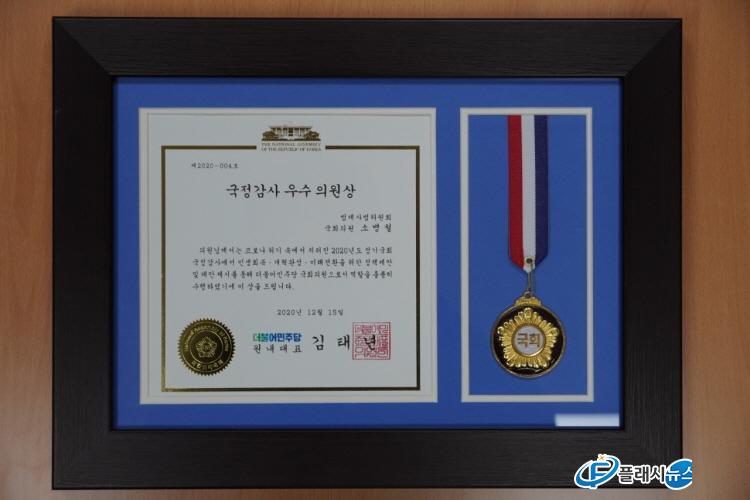 THE NATIONAL ASSEMBLY
OF THE REPUBLIC OF KOREA
제2020-004호
국정감사 우수 의원상
법제사법위원회
국회의원 소병철
의원님께서는 코로나 위기 속에서 치러진 2020년도 정기국회
국정감사에서 민생회복·개혁완성·미래전환을 위한 정책제안
및 대안 제시를 통해 더불어민주당 국회의원으로서 역할을 훌륭히
수행하셨기에 이 상을 드립니다.
2020년 12월 15일
더불어민주당
원내대표 김태년
국회
플래시뉴스